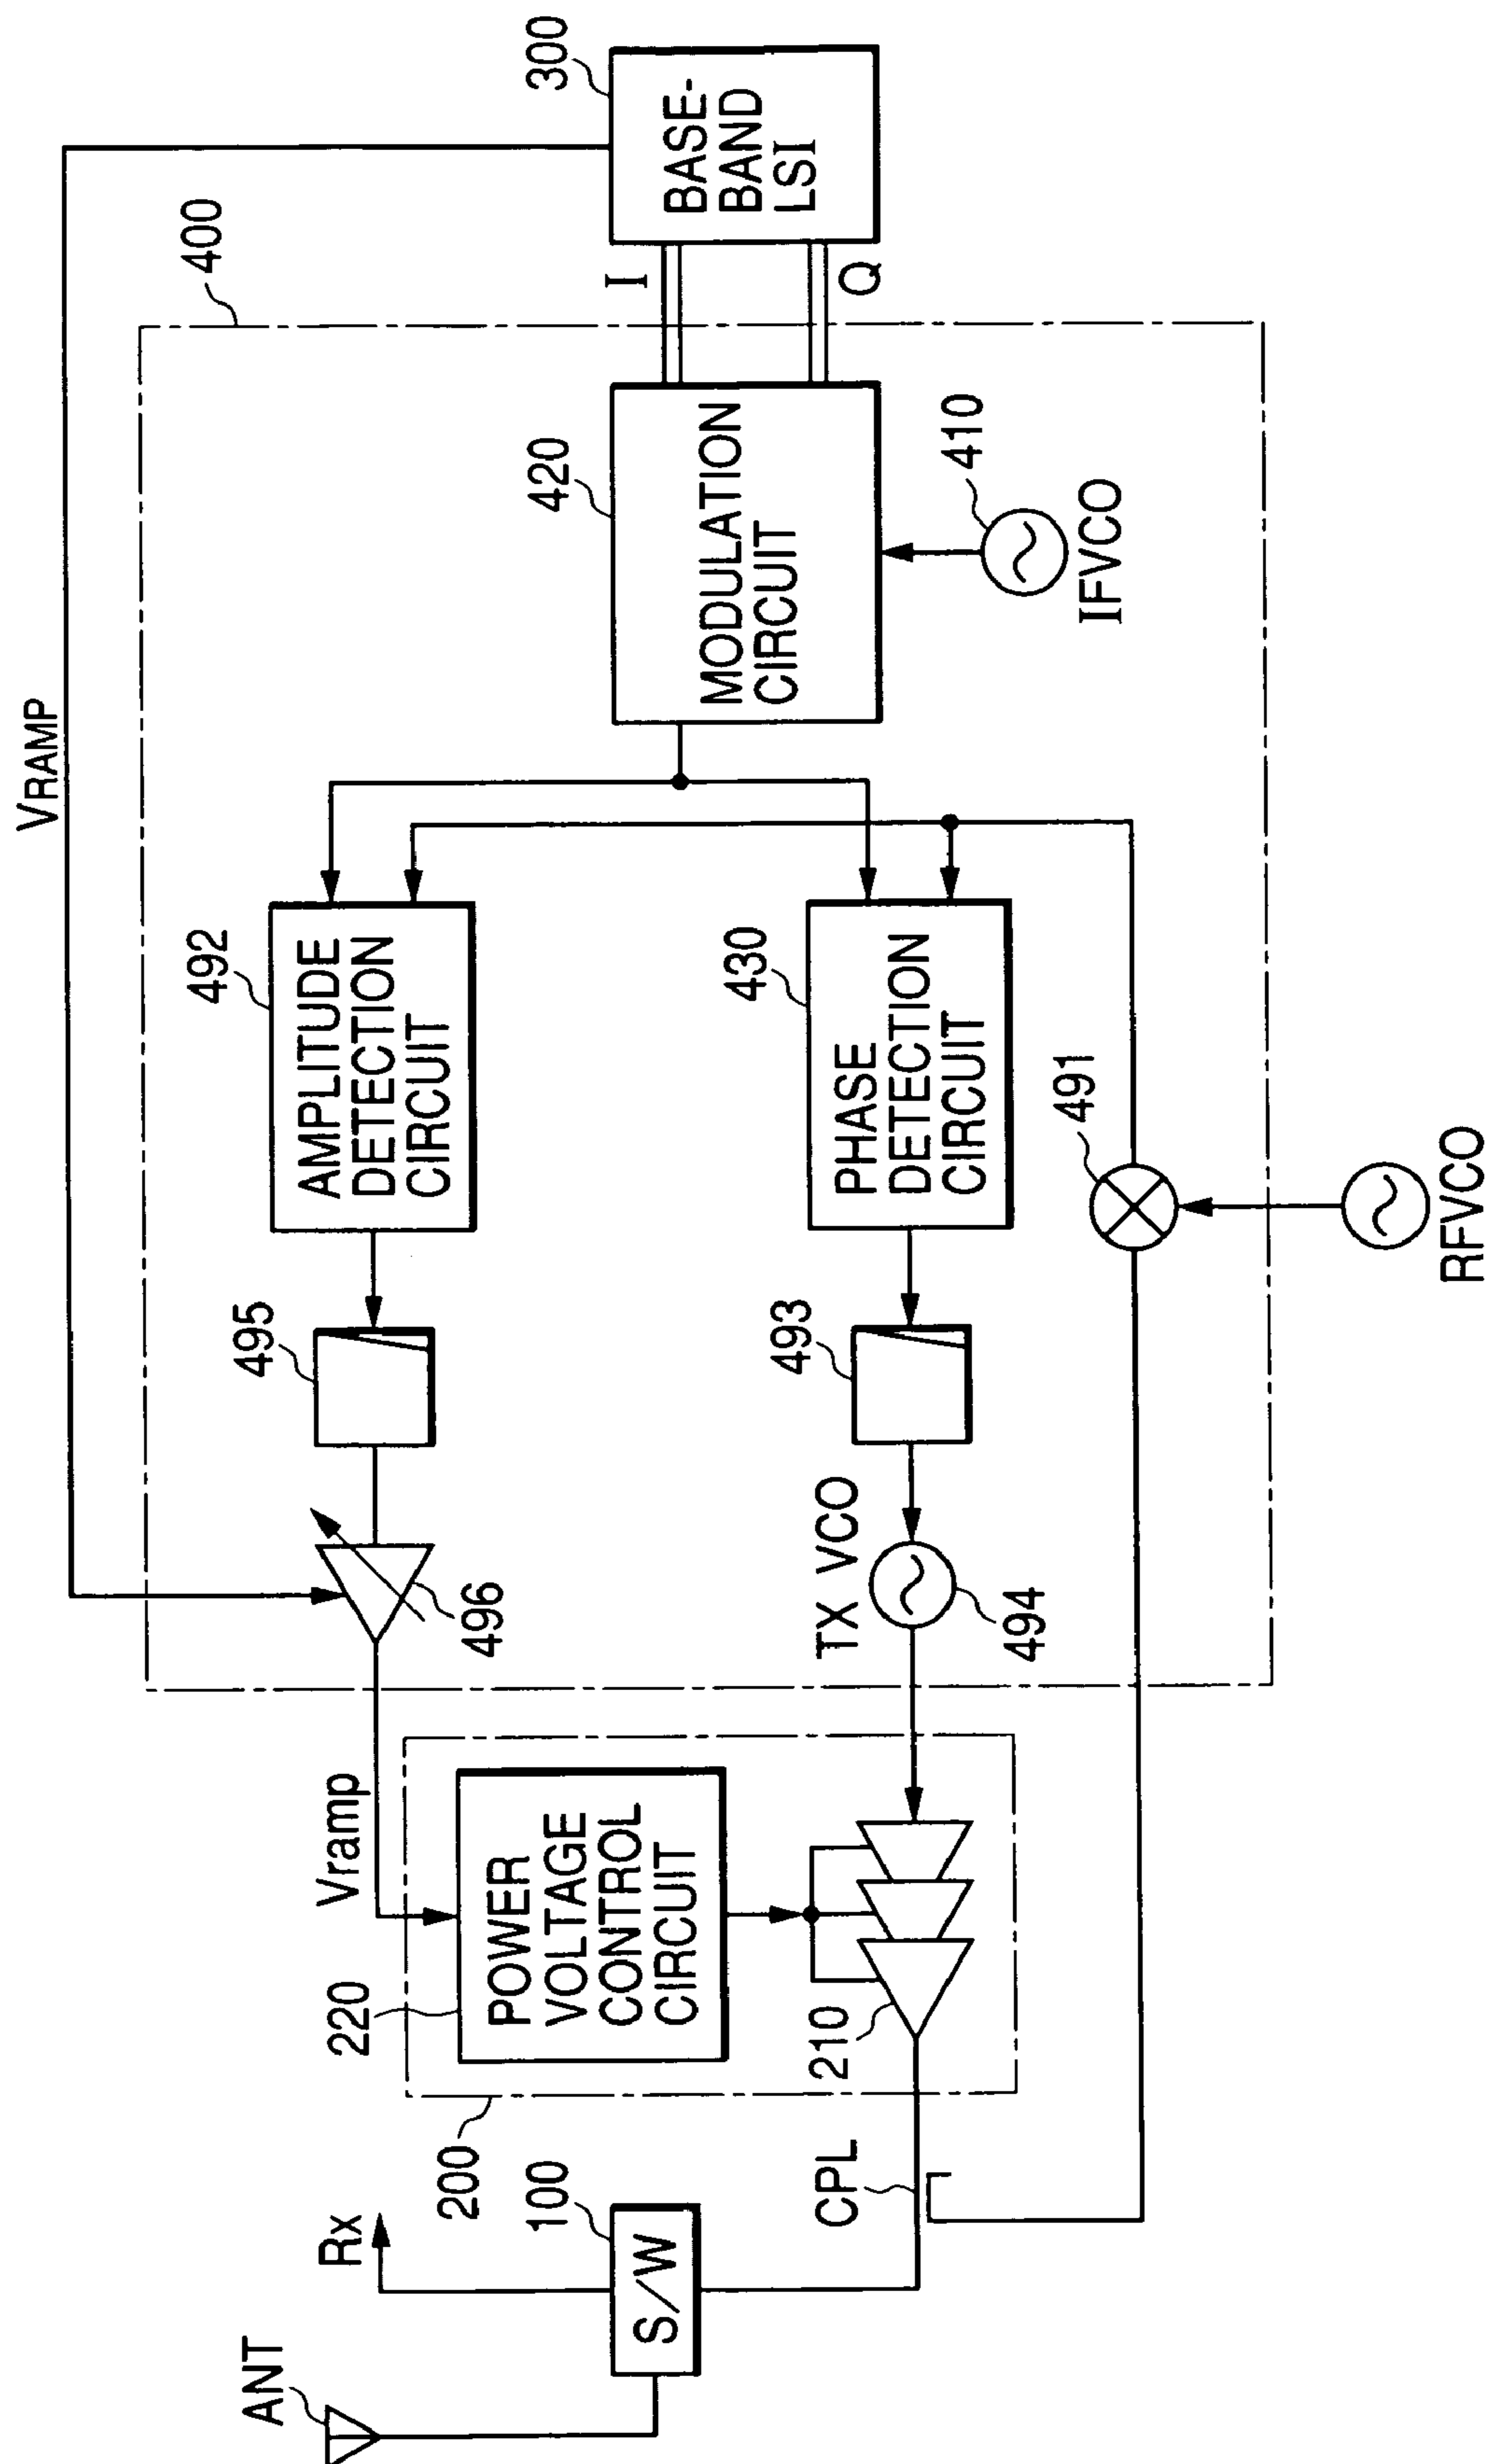 VRAMP
400
300
BASE-
BAND
LSI
I
Q
420
MODULATION
CIRCUIT
410
IFVCO
492
AMPLITUDE
DETECTION
CIRCUIT
430
PHASE
DETECTION
CIRCUIT
491
RFVCO
495
493
496
TX VCO
494
Vramp
220
POWER
VOLTAGE
CONTROL
CIRCUIT
210
200
CPL
100
S/W
Rx
ANT